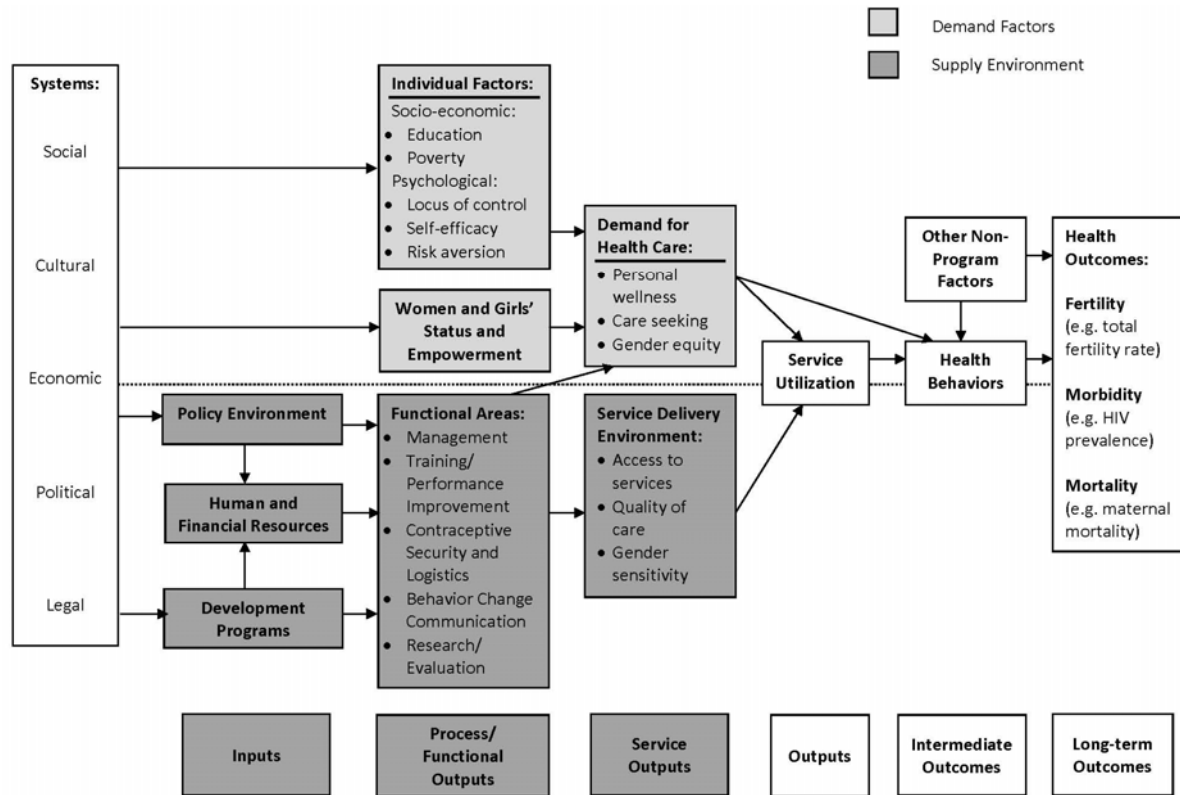 Demand Factors
Supply Environment
Systems:
Social
Cultural
Economic
Political
Legal
Individual Factors:
Socio-economic:
• Education
• Poverty
Psychological:
• Locus of control
• Self-efficacy
• Risk aversion
Women and Girls'
Status and
Empowerment
Policy Environment
Human and
Financial Resources
Development
Programs
Functional Areas:
• Management
• Training/
Performance
Improvement
• Contraceptive
Security and
Logistics
• Behavior Change
Communication
• Research/
Evaluation
Demand for
Health Care:
• Personal
wellness
• Care seeking
• Gender equity
Service Delivery
Environment:
• Access to
services
• Quality of
care
• Gender
sensitivity
Service
Utilization
Other Non-
Program
Factors
Health
Behaviors
Health
Outcomes:
Fertility
(e.g. total
fertility rate)
Morbidity
(e.g. HIV
prevalence)
Mortality
(e.g. maternal
mortality)
Inputs
Process/
Functional
Outputs
Service
Outputs
Outputs
Intermediate
Outcomes
Long-term
Outcomes